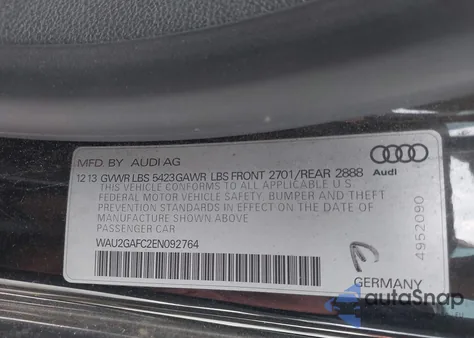 MFD. BY AUDI AG
12 13 GVWR LBS 5423 GAWR LBS FRONT 2701/REAR 2888
THIS VEHICLE CONFORMS TO ALL APPLICABLE U.S.
FEDERAL MOTOR VEHICLE SAFETY, BUMPER AND THEFT
PREVENTION STANDARDS IN EFFECT ON THE DATE OF
MANUFACTURE SHOWN ABOVE
PASSENGER CAR
WAU2GAFC2EN092764
Audi
4952090
GERMANY
autoSnap